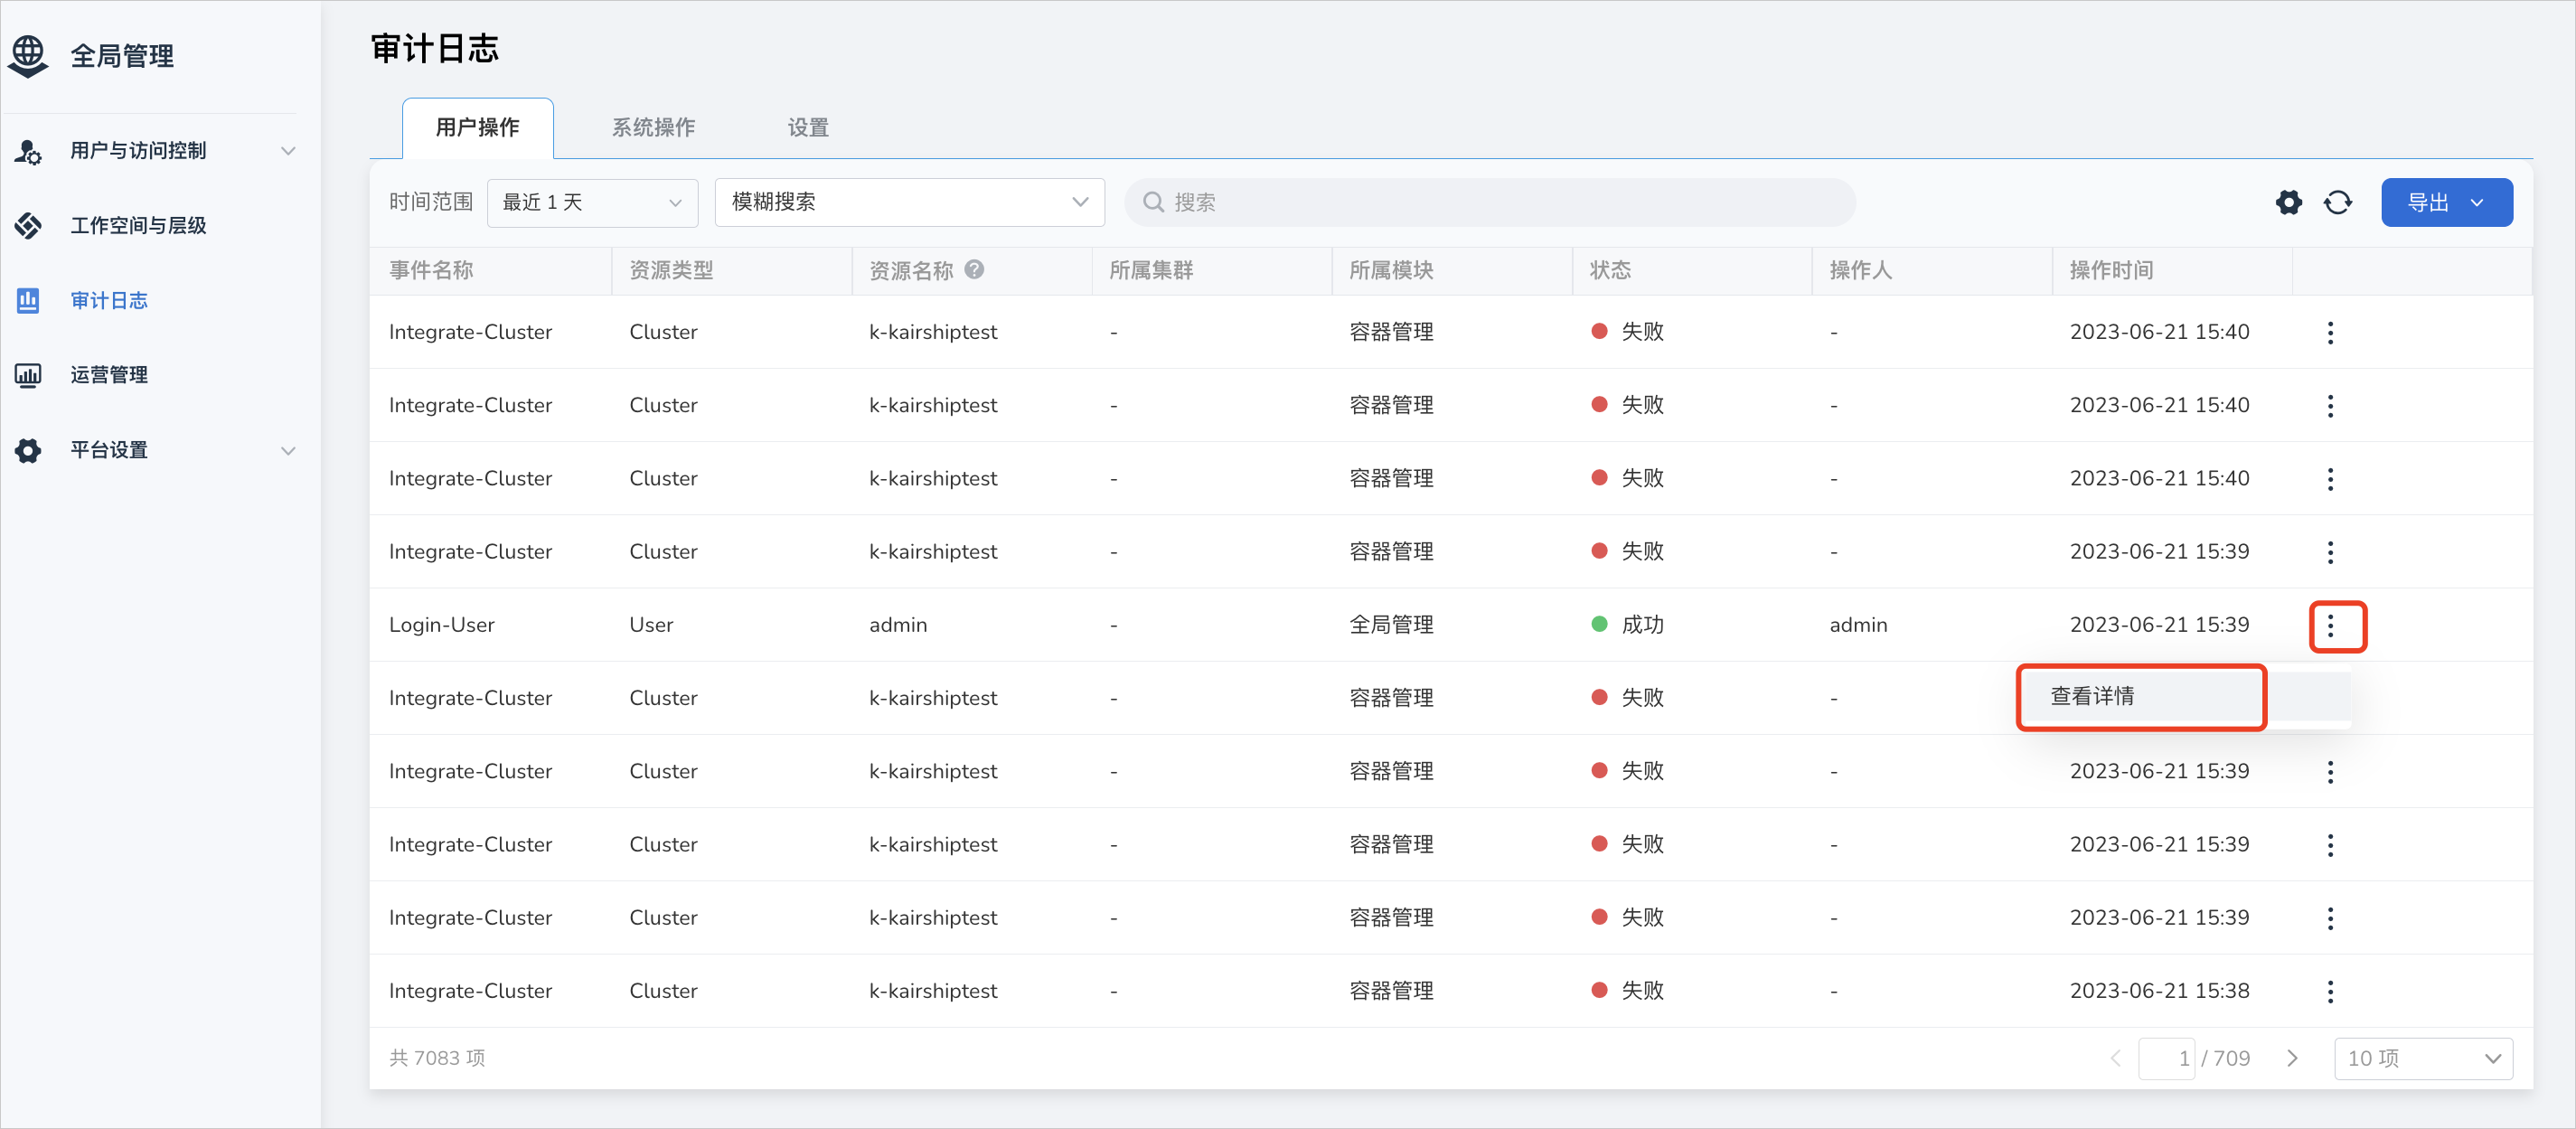 全局管理
用户与访问控制
工作空间与层级
审计日志
运营管理
平台设置
审计日志
用户操作 系统操作 设置
时间范围 最近 1 天 模糊搜索 搜索 导出
事件名称 资源类型 资源名称 ? 所属集群 所属模块 状态 操作人 操作时间
Integrate-Cluster Cluster k-kairshiptest - 容器管理 失败 - 2023-06-21 15:40
Integrate-Cluster Cluster k-kairshiptest - 容器管理 失败 - 2023-06-21 15:40
Integrate-Cluster Cluster k-kairshiptest - 容器管理 失败 - 2023-06-21 15:40
Integrate-Cluster Cluster k-kairshiptest - 容器管理 失败 - 2023-06-21 15:39
Login-User User admin - 全局管理 成功 admin 2023-06-21 15:39
Integrate-Cluster Cluster k-kairshiptest - 容器管理 失败 - 查看详情
Integrate-Cluster Cluster k-kairshiptest - 容器管理 失败 - 2023-06-21 15:39
Integrate-Cluster Cluster k-kairshiptest - 容器管理 失败 - 2023-06-21 15:39
Integrate-Cluster Cluster k-kairshiptest - 容器管理 失败 - 2023-06-21 15:39
Integrate-Cluster Cluster k-kairshiptest - 容器管理 失败 - 2023-06-21 15:38
共 7083 项 1 / 709 10 项